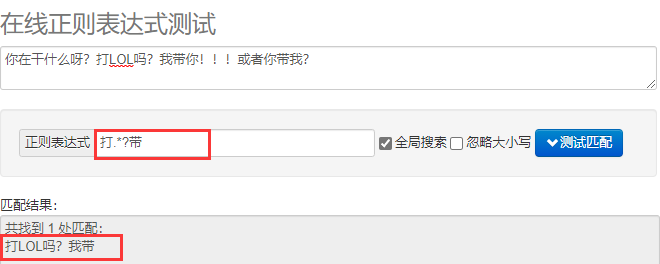 在线正则表达式测试
你在干什么呀？打LOL吗？我带你！！！或者你带我？
正则表达式 打.*?带 全局搜索 忽略大小写 测试匹配
匹配结果：
共找到 1 处匹配：
打LOL吗？我带